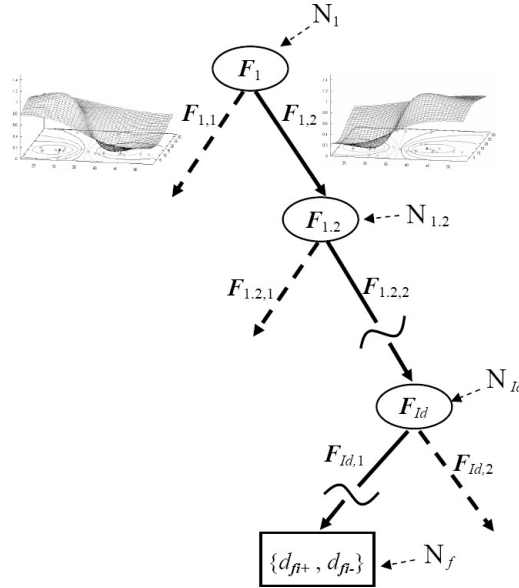 N1
F1
F1,1
F1,2
F1.2
N1.2
F1.2,1
F1.2,2
NId
FId
FId,1
FId,2
{dfi+ , dfi-}
Nf